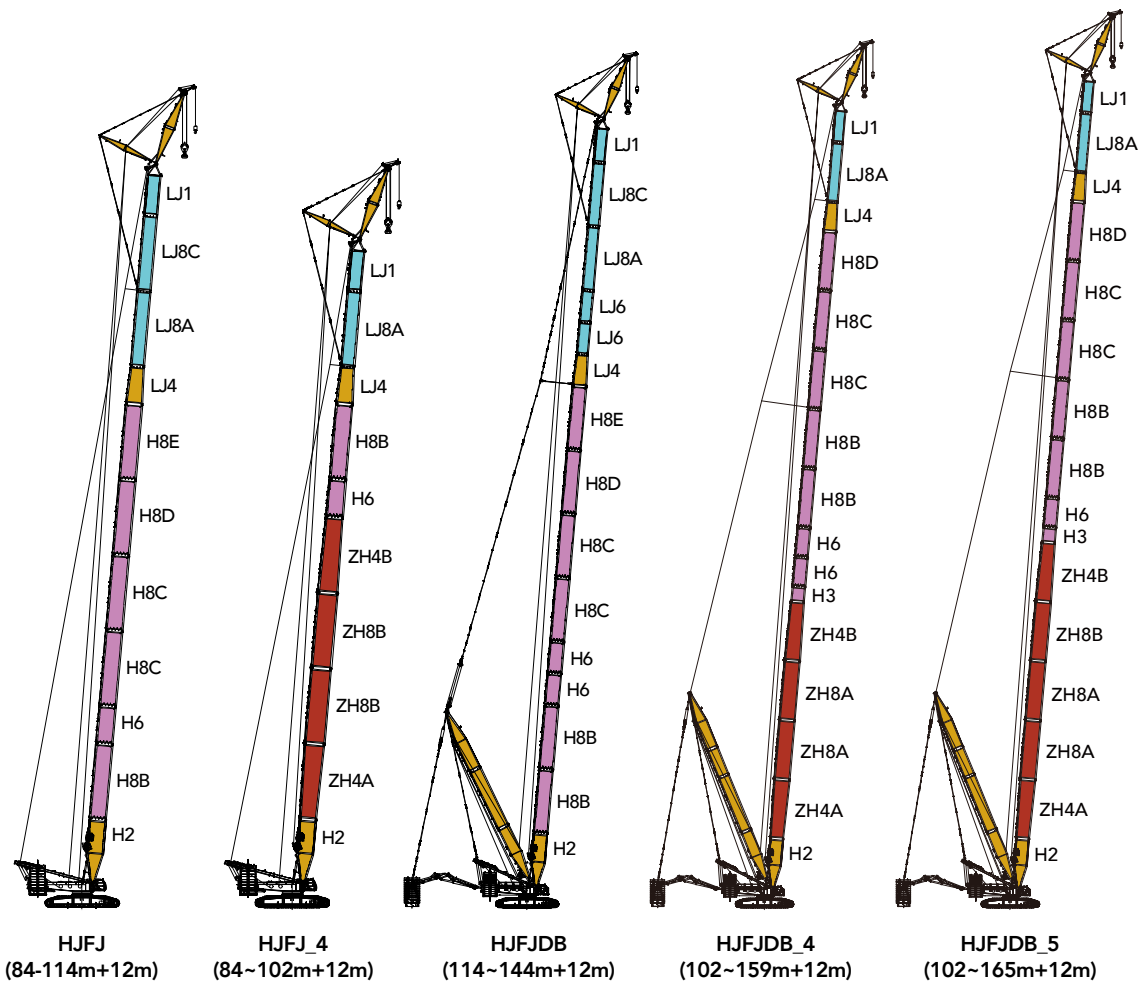 LJ1
LJ8C
LJ8A
LJ4
H8E
H8D
H8C
H8C
H6
H8B
H2
HJFJ
(84-114m+12m)
LJ1
LJ8A
LJ4
H8B
H6
ZH4B
ZH8B
ZH8B
ZH4A
H2
HJFJ_4
(84~102m+12m)
LJ1
LJ8C
LJ8A
LJ6
LJ6
LJ4
H8E
H8D
H8C
H8C
H6
H6
H8B
H8B
H2
HJFJDB
(114~144m+12m)
LJ1
LJ8A
LJ4
H8D
H8C
H8C
H8B
H8B
H6
H6
H3
ZH4B
ZH8A
ZH8A
ZH4A
H2
HJFJDB_4
(102~159m+12m)
LJ1
LJ8A
LJ4
H8D
H8C
H8C
H8B
H8B
H6
H3
ZH4B
ZH8B
ZH8A
ZH8A
ZH4A
H2
HJFJDB_5
(102~165m+12m)